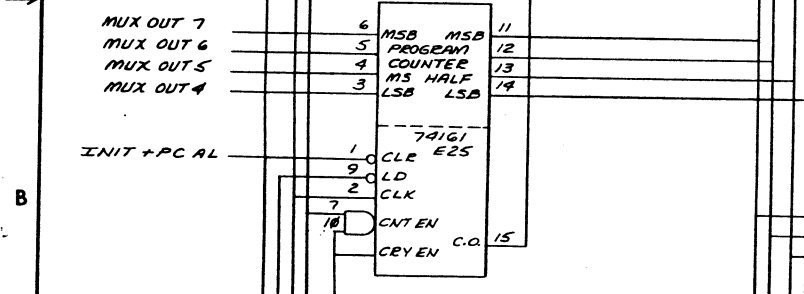 MUX OUT 7
MUX OUT 6
MUX OUT 5
MUX OUT 4
6
5
4
3
MSB MSB
PROGRAM
COUNTER
MS HALF
LSB LSB
11
12
13
14
74161
E25
INIT + PC AL
1
CLR
9
LD
2
CLK
7
10
CNT EN
CRY EN
C.O.
15
B